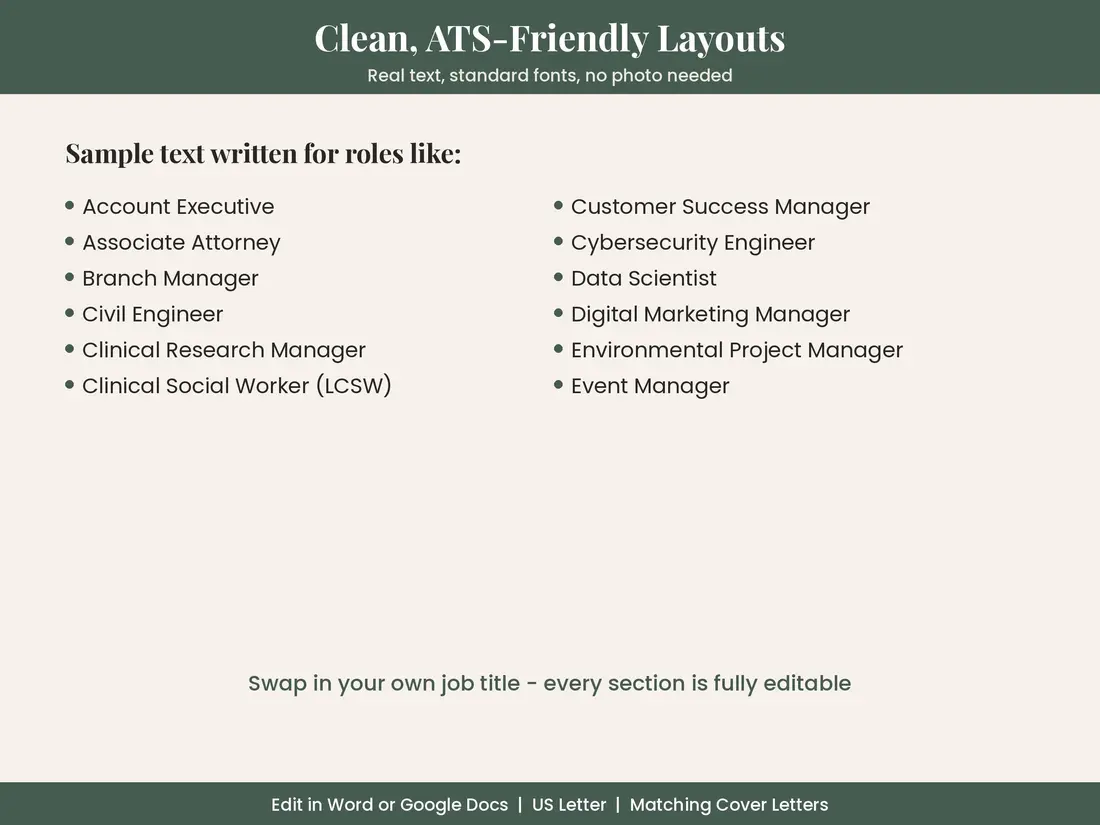 Clean, ATS-Friendly Layouts
Real text, standard fonts, no photo needed
Sample text written for roles like:
Account Executive
Associate Attorney
Branch Manager
Civil Engineer
Clinical Research Manager
Clinical Social Worker (LCSW)
Customer Success Manager
Cybersecurity Engineer
Data Scientist
Digital Marketing Manager
Environmental Project Manager
Event Manager
Swap in your own job title - every section is fully editable
Edit in Word or Google Docs | US Letter | Matching Cover Letters